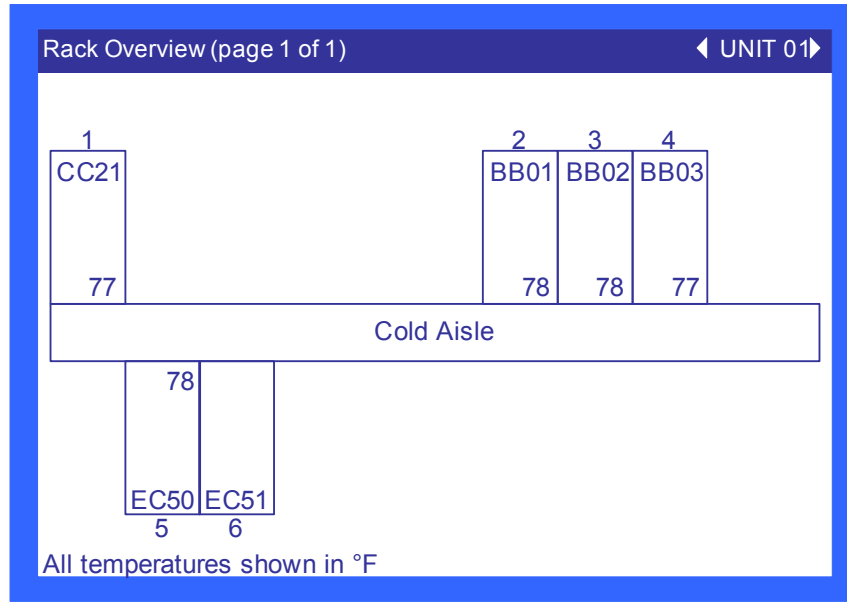 Rack Overview (page 1 of 1) UNIT 01
1 2 3 4
CC21 BB01 BB02 BB03
77 78 78 77
Cold Aisle
78
EC50 EC51
5 6
All temperatures shown in °F